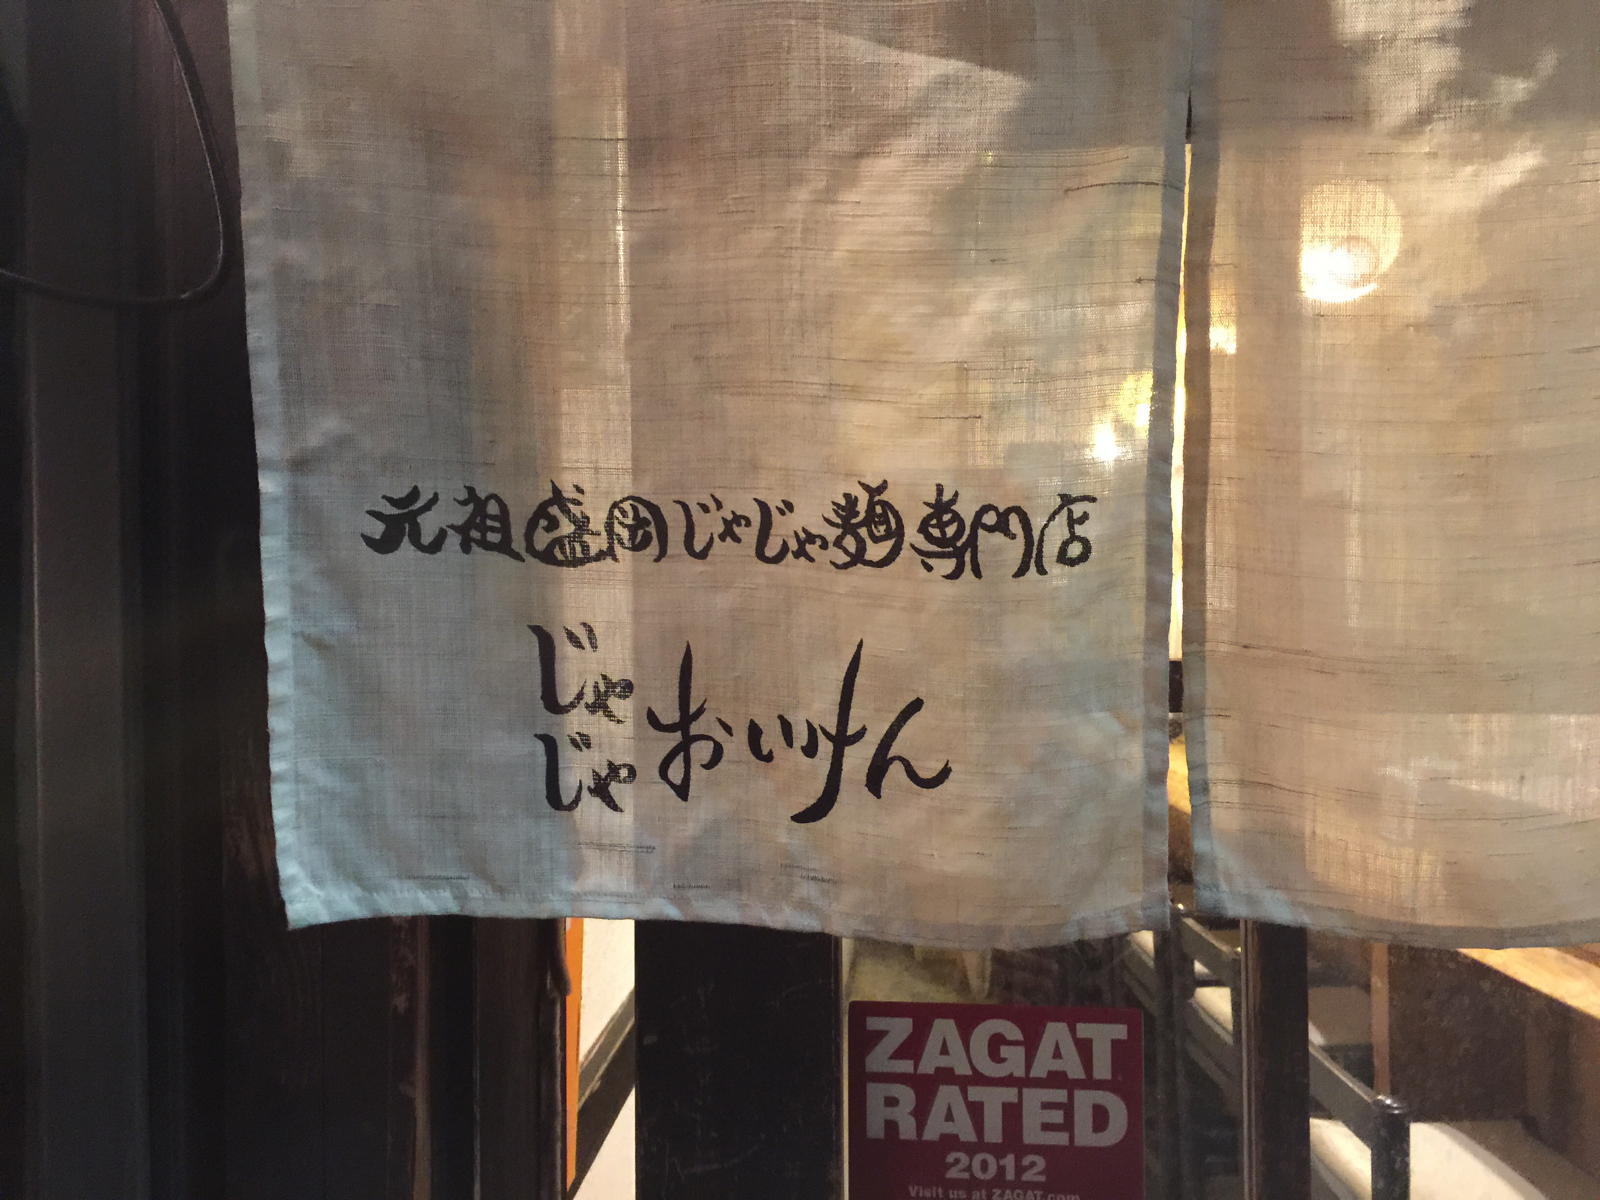 元祖盛岡じゃじゃ麺専門店
じゃじゃおいけん
ZAGAT
RATED
2012
Visit us at ZAGAT.com